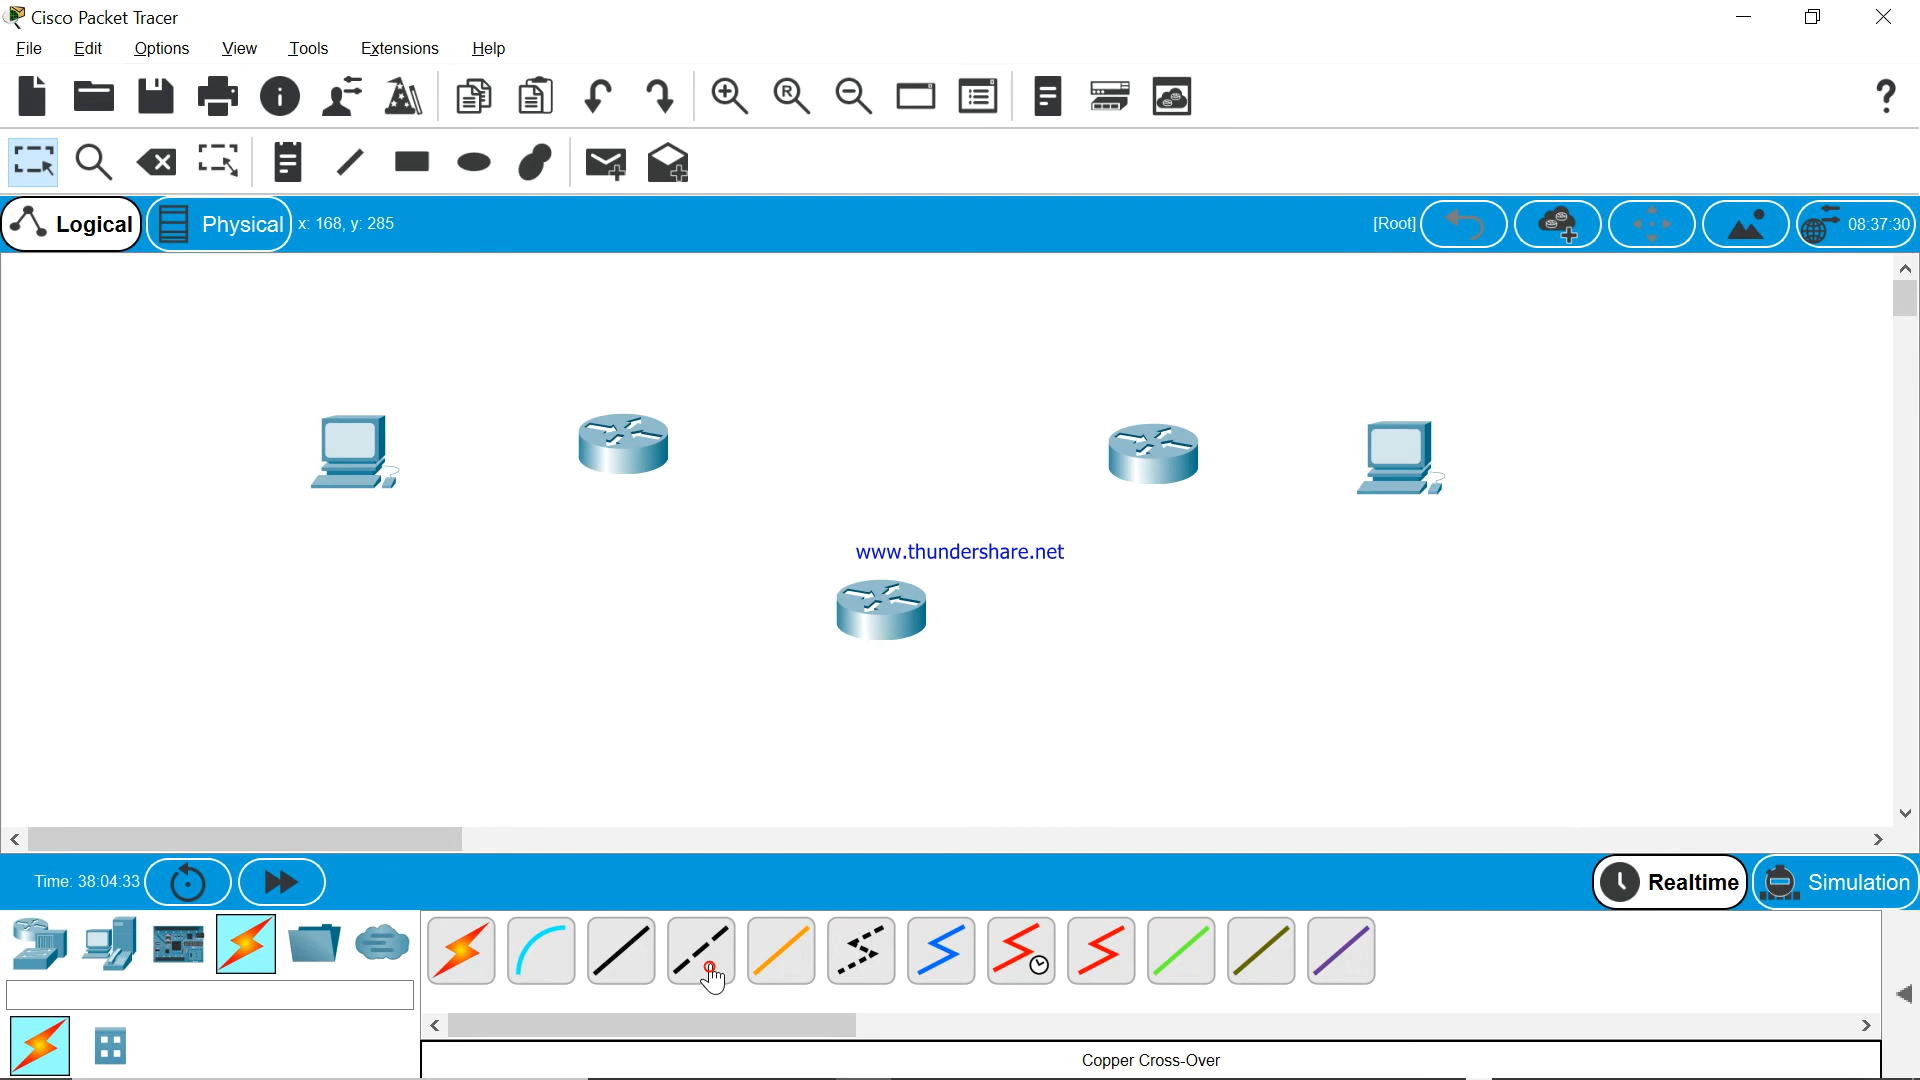 Cisco Packet Tracer
File Edit Options View Tools Extensions Help
Logical Physical x: 168, y: 285 [Root] 08:37:30
www.thundershare.net
Time: 38:04:33 Realtime Simulation
Copper Cross-Over